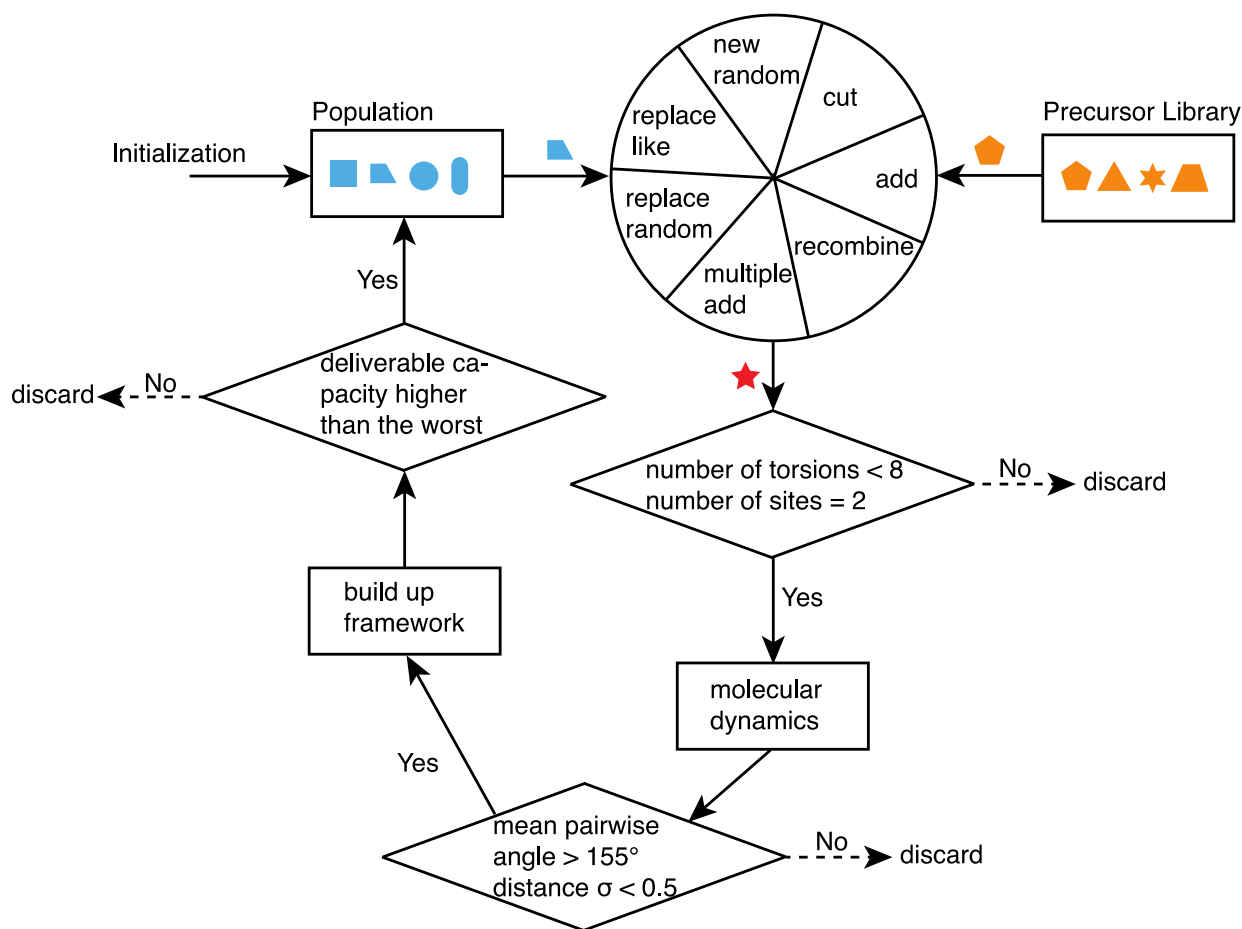 Initialization
Population
new
random
cut
add
recombine
multiple
add
replace
random
replace
like
Precursor Library
number of torsions < 8
number of sites = 2
No
discard
Yes
molecular
dynamics
mean pairwise
angle > 155°
distance σ < 0.5
No
discard
Yes
build up
framework
deliverable ca-
pacity higher
than the worst
No
discard
Yes